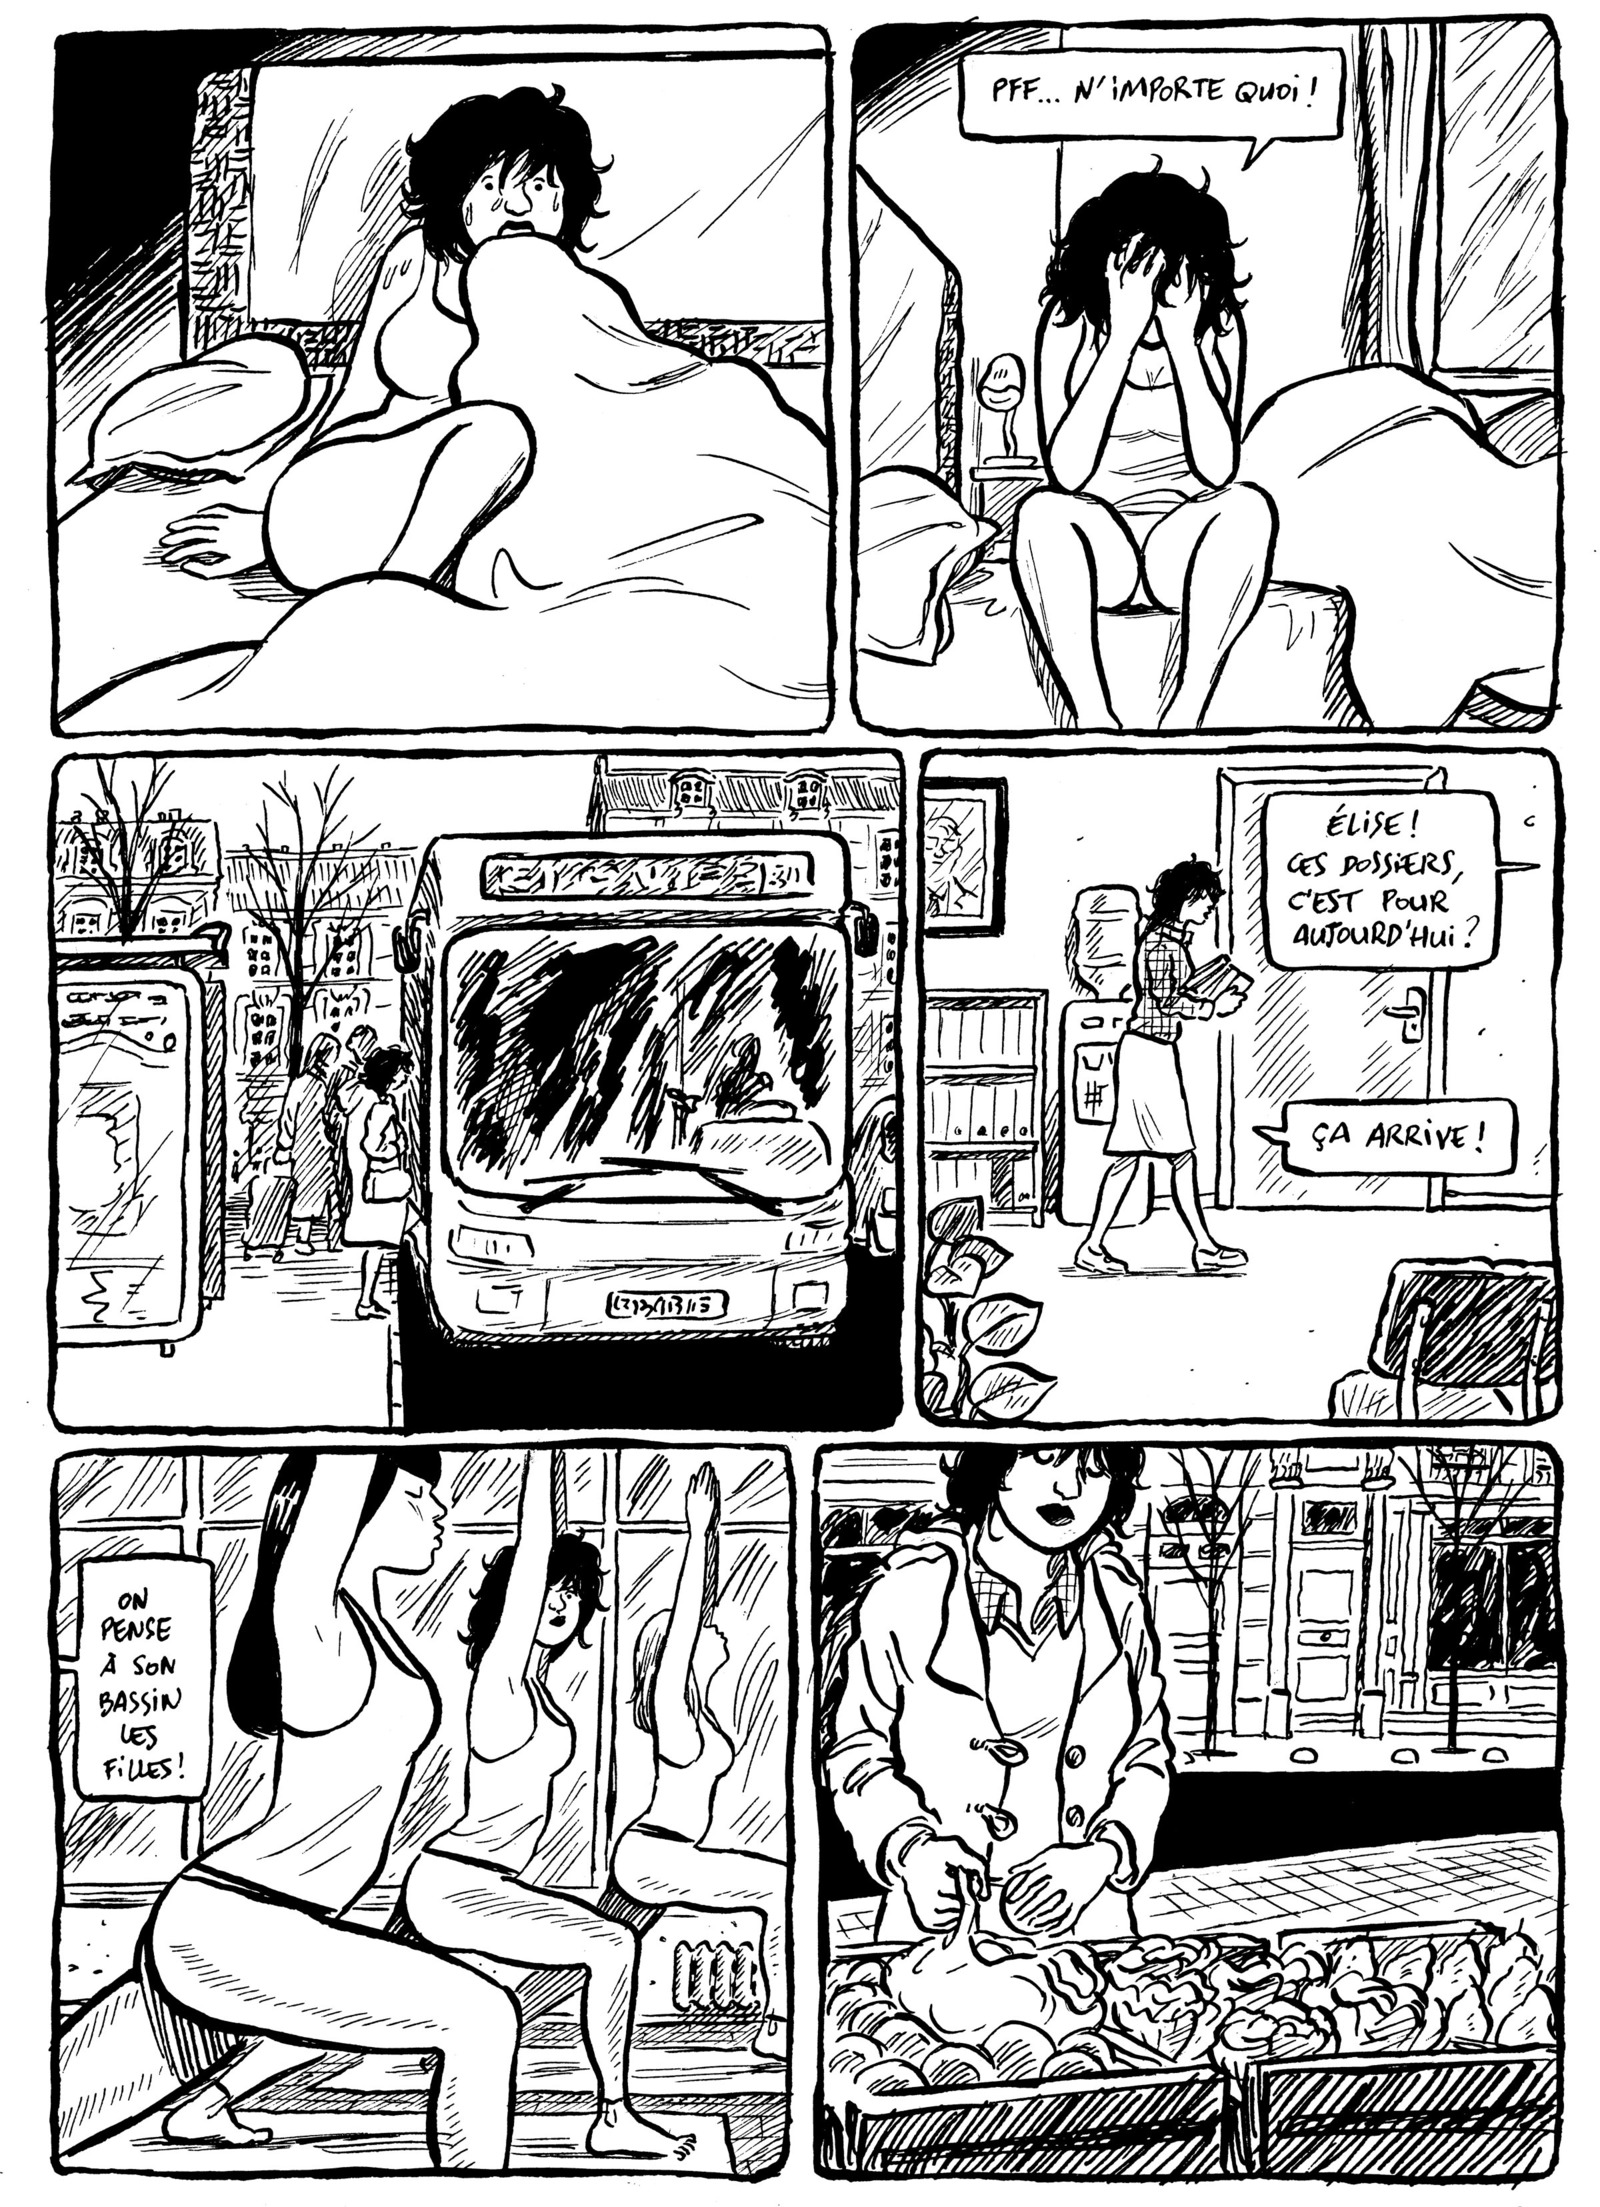 PFF... N'IMPORTE QUOI !
ÉLISE !
CES DOSSIERS,
C'EST POUR
AUJOURD'HUI ?
ÇA ARRIVE !
ON
PENSE
À SON
BASSIN
LES
FILLES !